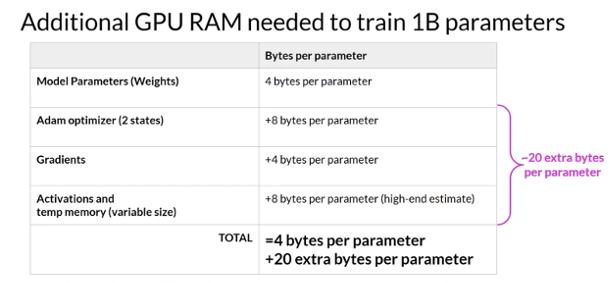 Additional GPU RAM needed to train 1B parameters
Bytes per parameter
Model Parameters (Weights)
4 bytes per parameter
Adam optimizer (2 states)
+8 bytes per parameter
Gradients
+4 bytes per parameter
Activations and
temp memory (variable size)
+8 bytes per parameter (high-end estimate)
~20 extra bytes
per parameter
TOTAL
=4 bytes per parameter
+20 extra bytes per parameter